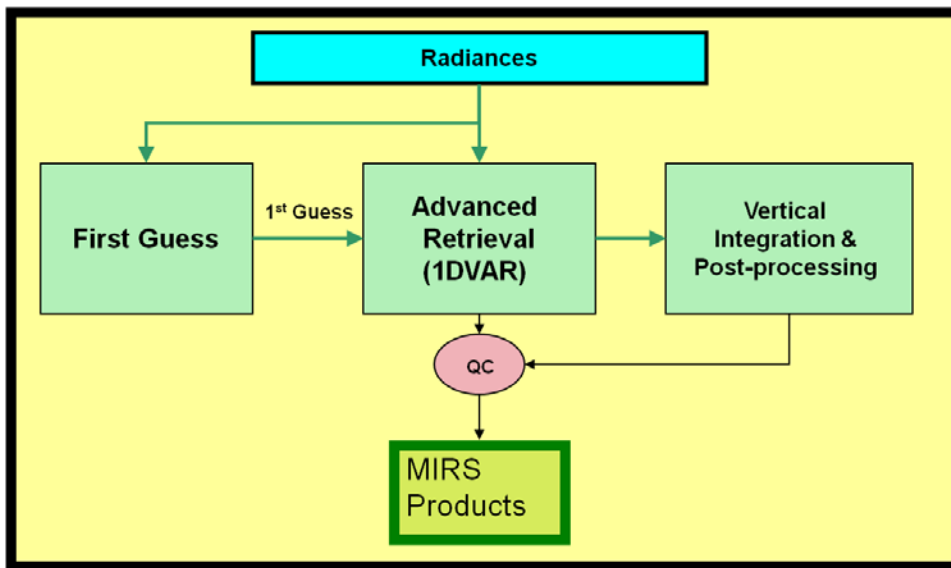 Radiances
First Guess
1st Guess
Advanced
Retrieval
(1DVAR)
Vertical
Integration &
Post-processing
QC
MIRS
Products